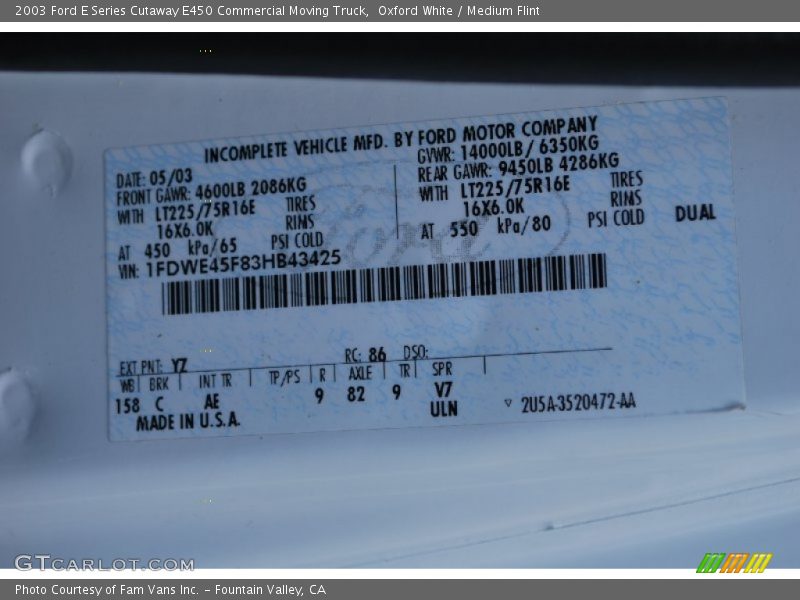 2003 Ford E Series Cutaway E450 Commercial Moving Truck,  Oxford White / Medium Flint
INCOMPLETE VEHICLE MFD. BY FORD MOTOR COMPANY
DATE: 05/03 GVWR: 14000LB / 6350KG
FRONT GAWR: 4600LB 2086KG REAR GAWR: 9450LB 4286KG
WITH LT225/75R16E TIRES WITH LT225/75R16E TIRES
16X6.0K RINS 16X6.0K RINS
AT 450 kPa/65 PSI COLD AT 550 kPa/80 PSI COLD DUAL
VIN: 1FDWE45F83HB43425
Ford
EXT PNT: YZ RC: 86 DSO:
WB BRK INT TR TP/PS R AXLE TR SPR
158 C AE 9 82 9 V7
MADE IN U.S.A. ULN ▽ 2U5A-3520472-AA
GTCARLOT.COM
Photo Courtesy of Fam Vans Inc. - Fountain Valley, CA